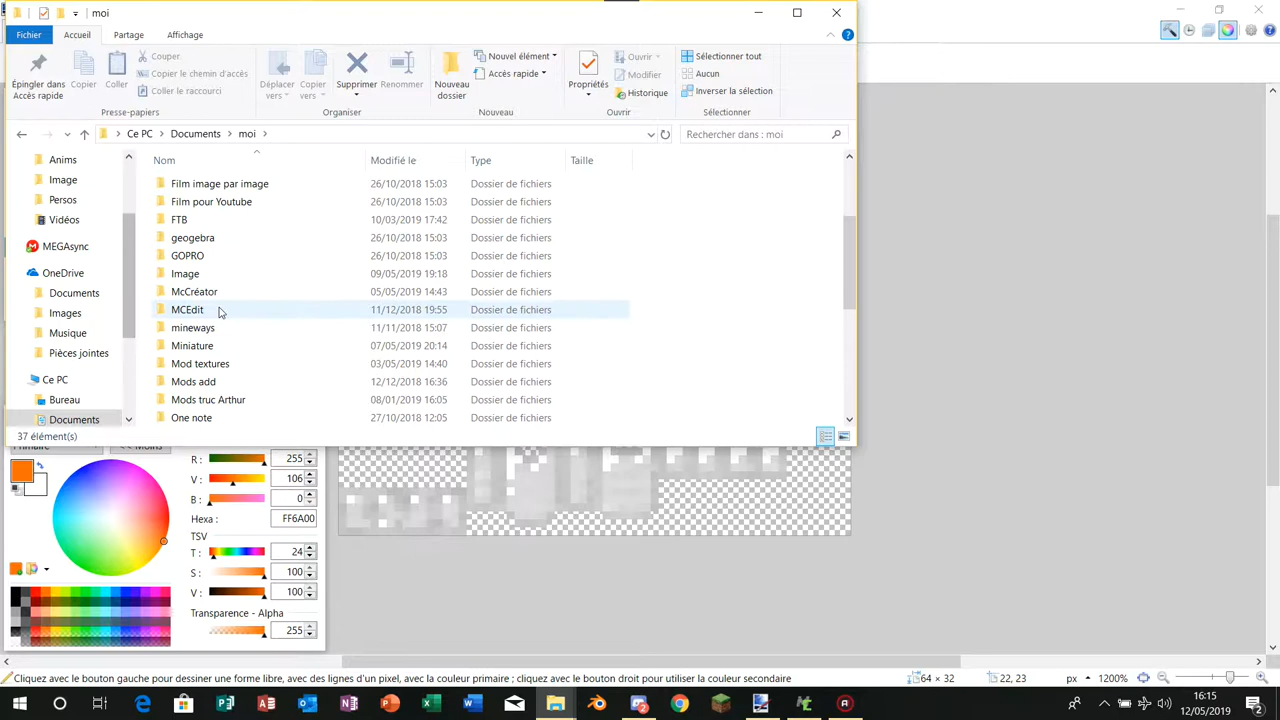 moi
Fichier Accueil Partage Affichage
Épingler dans Accès rapide
Copier
Coller
Couper
Copier le chemin d'accès
Copier le raccourci
Presse-papiers
Déplacer vers
Copier vers
Supprimer
Renommer
Organiser
Nouveau dossier
Nouvel élément
Accès rapide
Nouveau
Propriétés
Ouvrir
Modifier
Historique
Ouvrir
Sélectionner tout
Aucun
Inverser la sélection
Sélectionner
Ce PC > Documents > moi >
Rechercher dans : moi
Anims
Image
Persos
Vidéos
MEGAsync
OneDrive
Documents
Images
Musique
Pièces jointes
Ce PC
Bureau
Documents
Nom Modifié le Type Taille
Film image par image 26/10/2018 15:03 Dossier de fichiers
Film pour Youtube 26/10/2018 15:03 Dossier de fichiers
FTB 10/03/2019 17:42 Dossier de fichiers
geogebra 26/10/2018 15:03 Dossier de fichiers
GOPRO 26/10/2018 15:03 Dossier de fichiers
Image 09/05/2019 19:18 Dossier de fichiers
McCréator 05/05/2019 14:43 Dossier de fichiers
MCEdit 11/12/2018 19:55 Dossier de fichiers
mineways 11/11/2018 15:07 Dossier de fichiers
Miniature 07/05/2019 20:14 Dossier de fichiers
Mod textures 03/05/2019 14:40 Dossier de fichiers
Mods add 12/12/2018 16:36 Dossier de fichiers
Mods truc Arthur 08/01/2019 16:05 Dossier de fichiers
One note 27/10/2018 12:05 Dossier de fichiers
37 élément(s)
R : 255
V : 106
B : 0
Hexa : FF6A00
TSV
T : 24
S : 100
V : 100
Transparence - Alpha
255
Cliquez avec le bouton gauche pour dessiner une forme libre, avec des lignes d'un pixel, avec la couleur primaire ; cliquez avec le bouton droit pour utiliser la couleur secondaire
64 × 32
22, 23
px
1200%
16:15
12/05/2019
2